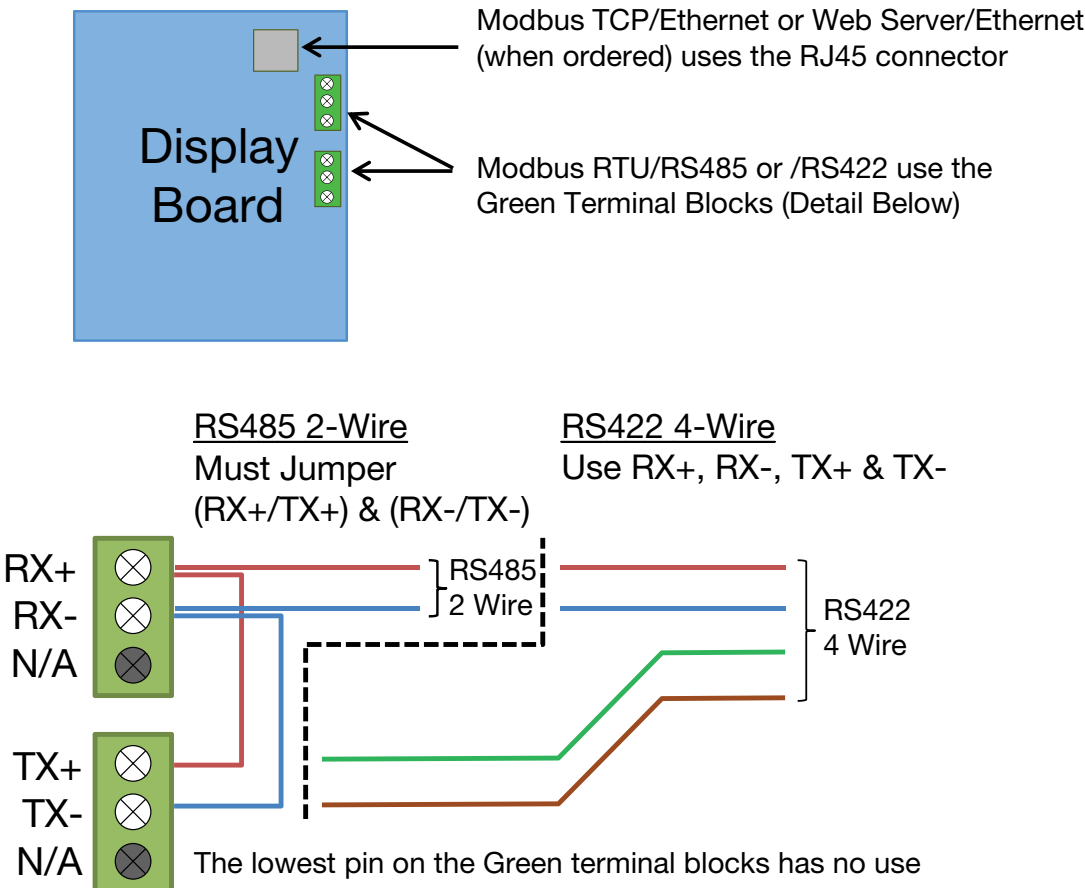 Modbus TCP/Ethernet or Web Server/Ethernet
(when ordered) uses the RJ45 connector
Display
Board
Modbus RTU/RS485 or /RS422 use the
Green Terminal Blocks (Detail Below)
RS485 2-Wire
Must Jumper
(RX+/TX+) & (RX-/TX-)
RS422 4-Wire
Use RX+, RX-, TX+ & TX-
RX+
RX-
N/A
RS485
2 Wire
RS422
4 Wire
TX+
TX-
N/A
The lowest pin on the Green terminal blocks has no use